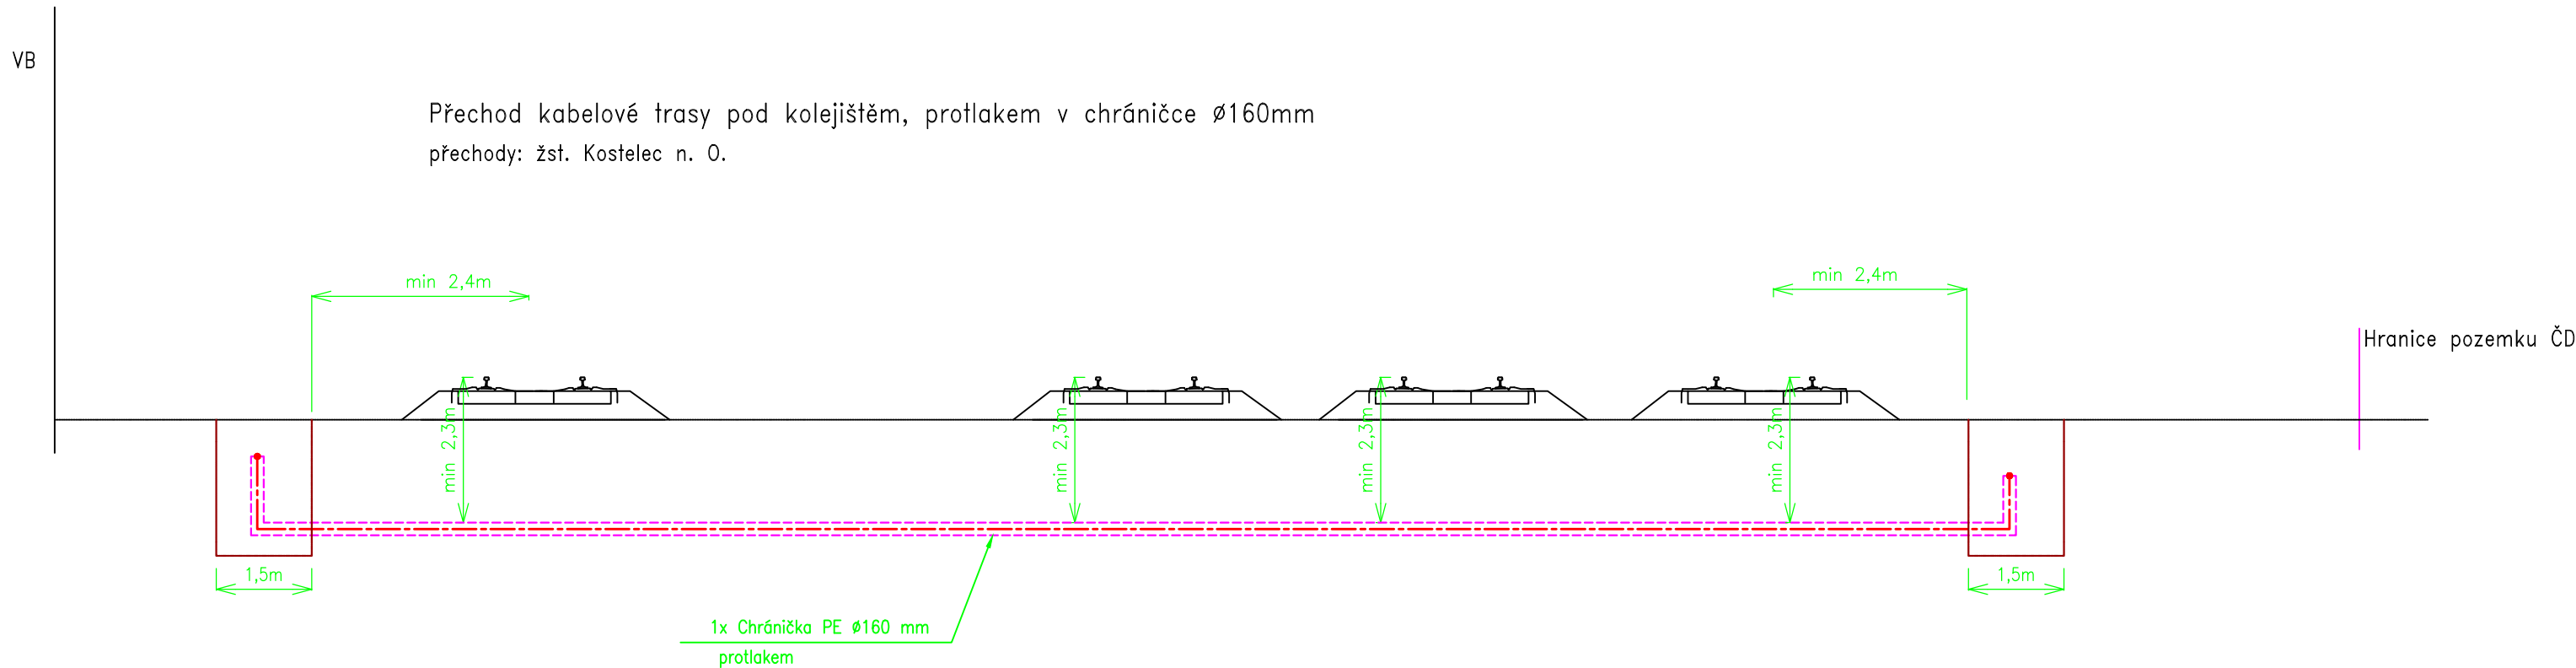 VB
Přechod kabelové trasy pod kolejištěm, protlakem v chráničce Ø160mm
přechody: žst. Kostelec n. O.
min 2,4m
min 2,4m
Hranice pozemku ČD
min 2,3m
min 2,3m
min 2,3m
min 2,3m
1,5m
1,5m
1x Chránička PE Ø160 mm
protlakem